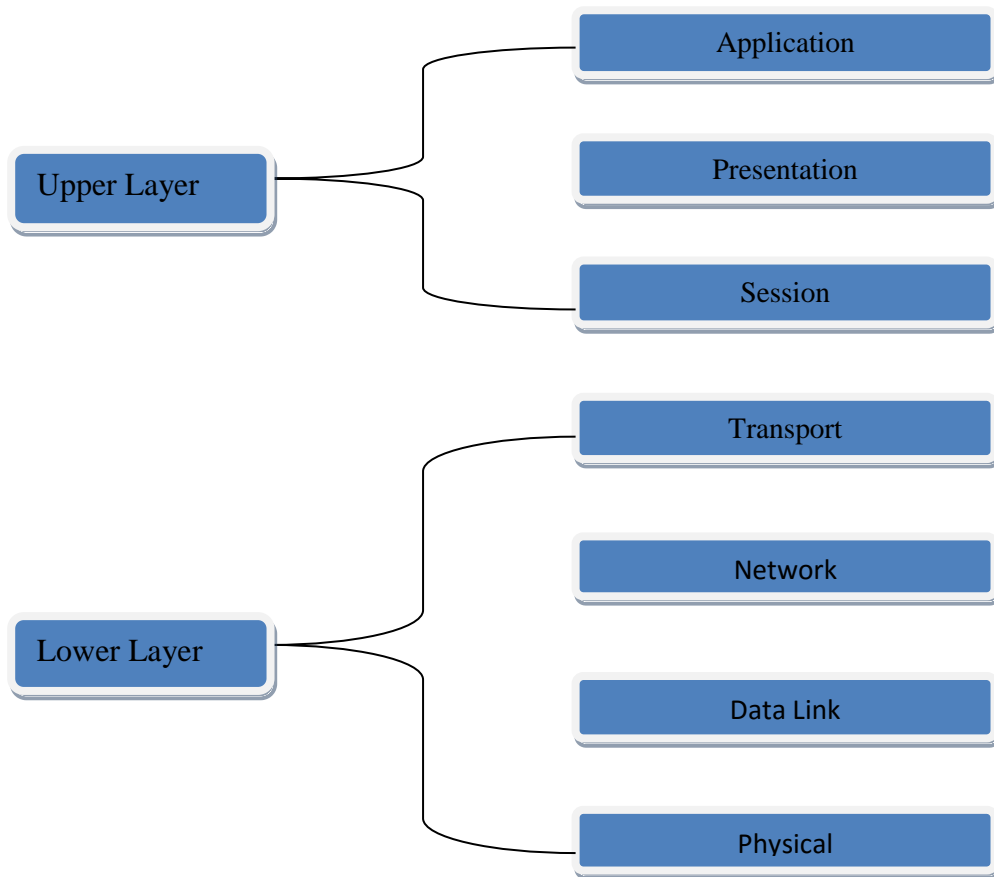 Application
Upper Layer
Presentation
Session
Transport
Network
Lower Layer
Data Link
Physical